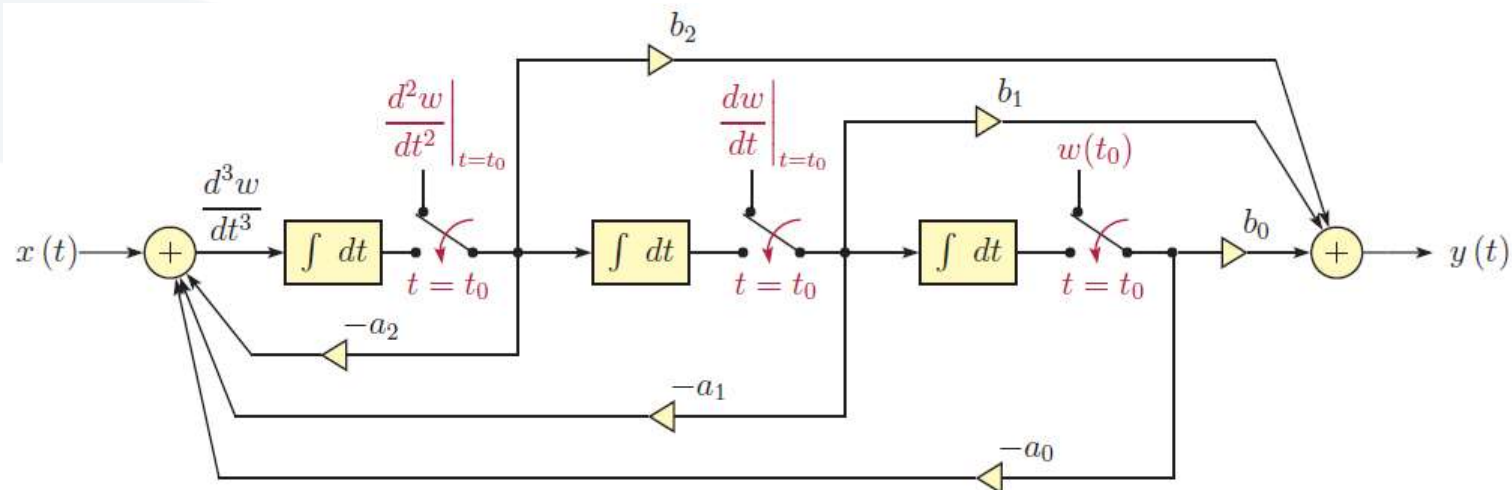 b₂
b₁
d²w/dt² |t=t₀
dw/dt |t=t₀
w(t₀)
d³w/dt³
x (t)
+
∫ dt
t = t₀
∫ dt
t = t₀
∫ dt
t = t₀
b₀
+
y (t)
−a₂
−a₁
−a₀